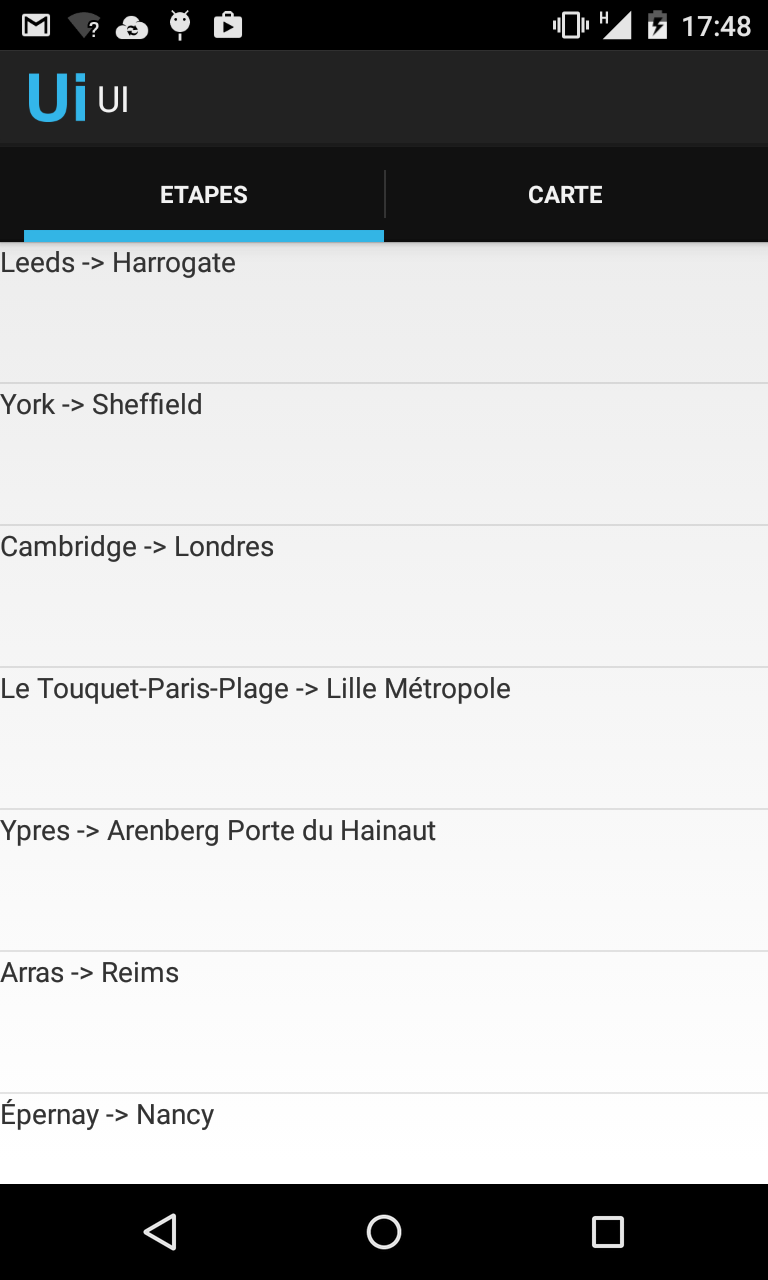 ? H 17:48
Ui UI
ETAPES CARTE
Leeds -> Harrogate
York -> Sheffield
Cambridge -> Londres
Le Touquet-Paris-Plage -> Lille Métropole
Ypres -> Arenberg Porte du Hainaut
Arras -> Reims
Épernay -> Nancy